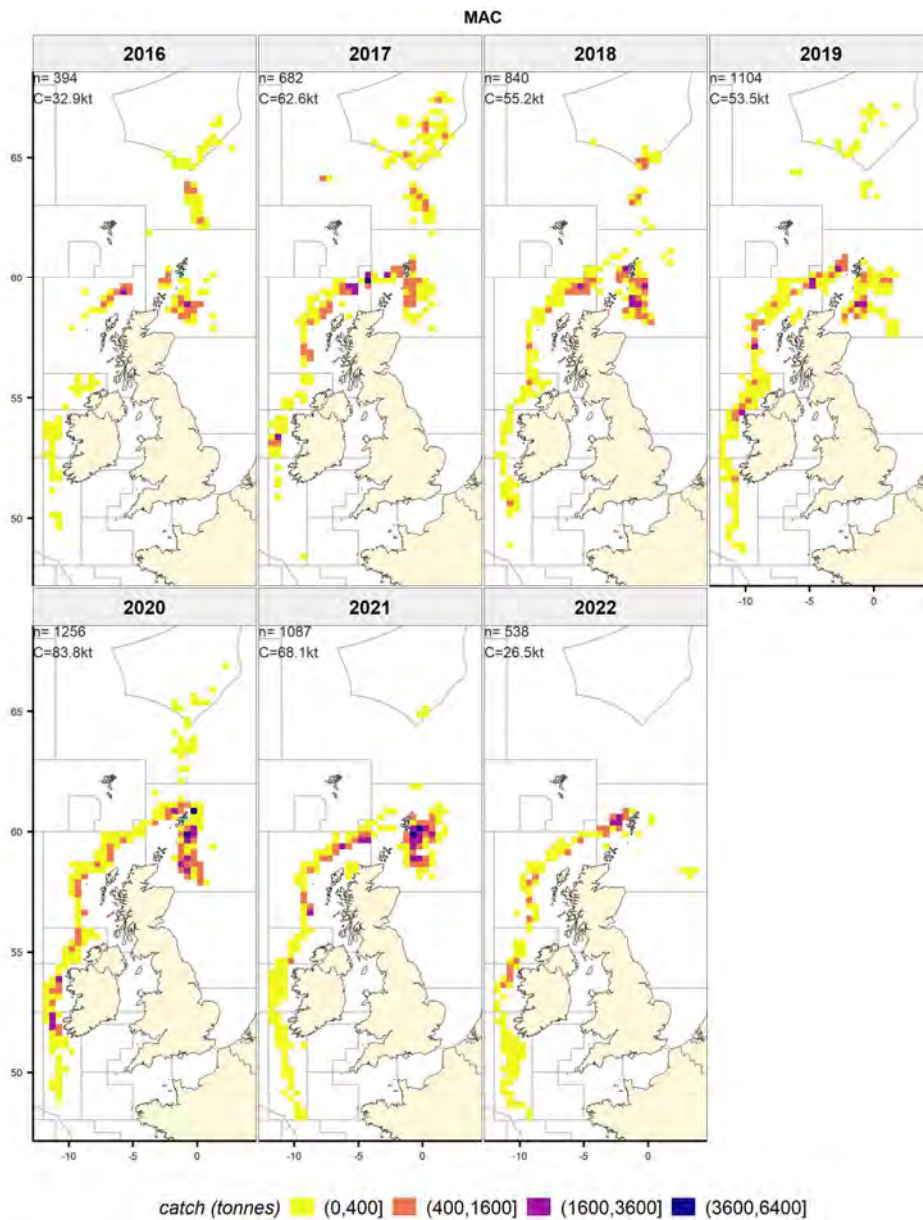 MAC
2016 2017 2018 2019
n= 394 n= 682 n= 840 n= 1104
C=32.9kt C=62.6kt C=55.2kt C=53.5kt
65
60
55
50
-10 -5 0
2020 2021 2022
n= 1256 n= 1087 n= 538
C=83.8kt C=68.1kt C=26.5kt
65
60
55
50
-10 -5 0 -10 -5 0 -10 -5 0
catch (tonnes) (0,400] (400,1600] (1600,3600] (3600,6400]